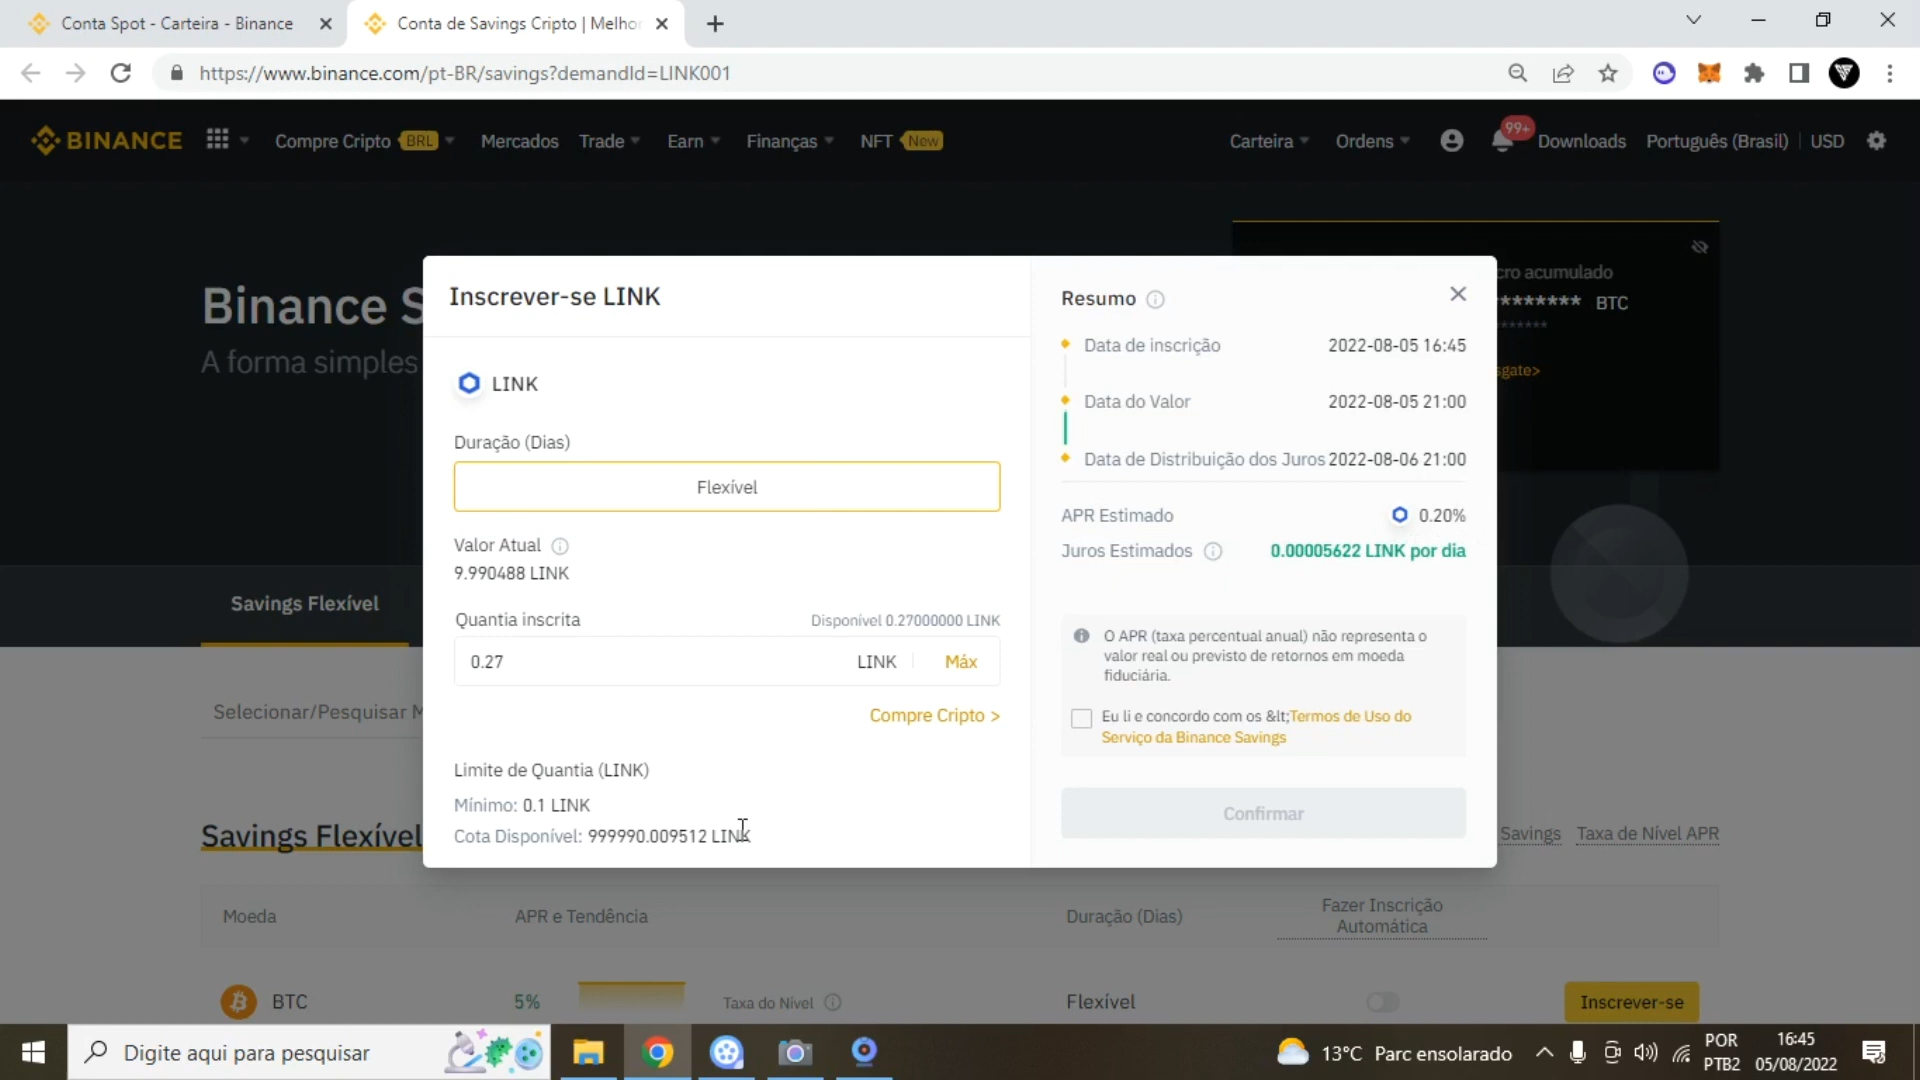 Conta Spot - Carteira - Binance
Conta de Savings Cripto | Melho
https://www.binance.com/pt-BR/savings?demandId=LINK001
BINANCE
Compre Cripto BRL
Mercados
Trade
Earn
Finanças
NFT New
Carteira
Ordens
99+
Downloads
Português (Brasil)
USD
Binance S
A forma simples
cro acumulado
******** BTC
*******
sgate>
Inscrever-se LINK
LINK
Duração (Dias)
Flexível
Valor Atual
9.990488 LINK
Quantia inscrita
Disponível 0.27000000 LINK
0.27
LINK
Máx
Compre Cripto >
Limite de Quantia (LINK)
Mínimo: 0.1 LINK
Cota Disponível: 999990.009512 LINK
Resumo
Data de inscrição 2022-08-05 16:45
Data do Valor 2022-08-05 21:00
Data de Distribuição dos Juros 2022-08-06 21:00
APR Estimado 0.20%
Juros Estimados 0.00005622 LINK por dia
O APR (taxa percentual anual) não representa o
valor real ou previsto de retornos em moeda
fiduciária.
Eu li e concordo com os &lt;Termos de Uso do
Serviço da Binance Savings
Confirmar
Savings Flexível
Selecionar/Pesquisar M
Savings Flexível
Savings
Taxa de Nível APR
Moeda
APR e Tendência
Duração (Dias)
Fazer Inscrição
Automática
BTC
5%
Taxa do Nível
Flexível
Inscrever-se
Digite aqui para pesquisar
13°C Parc ensolarado
POR
PTB2
16:45
05/08/2022